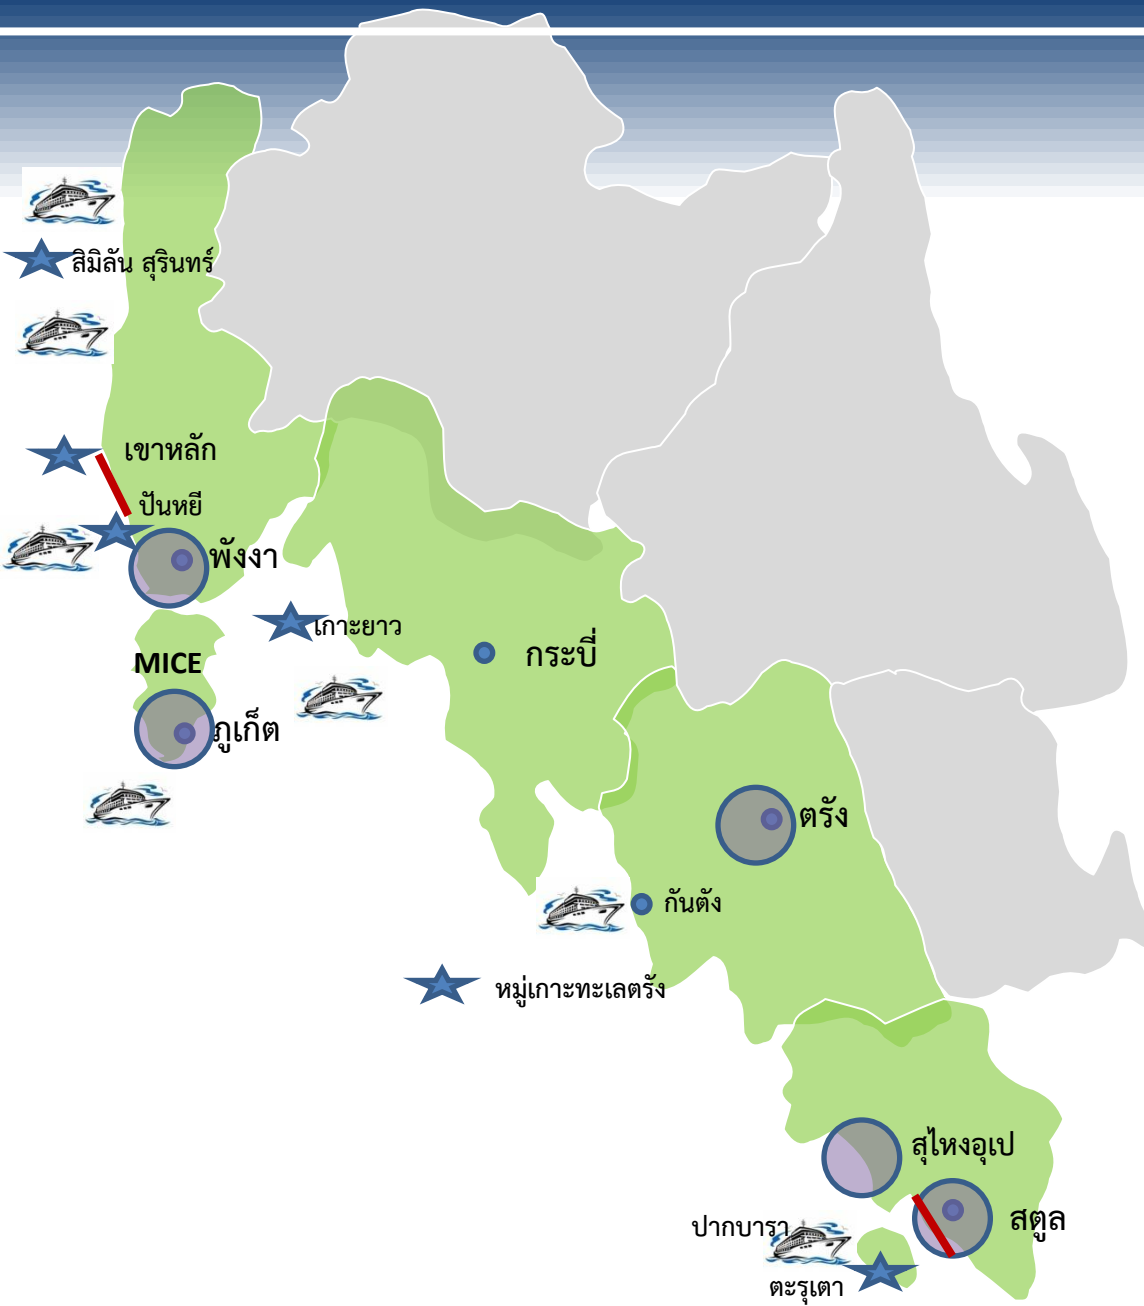 สิมิลัน สุรินทร์
เขาหลัก
ปันหยี
พังงา
เกาะยาว
กระบี่
MICE
ภูเก็ต
ตรัง
กันตัง
หมู่เกาะทะเลตรัง
สุไหงอุเป
สตูล
ปากบารา
ตะรุเตา